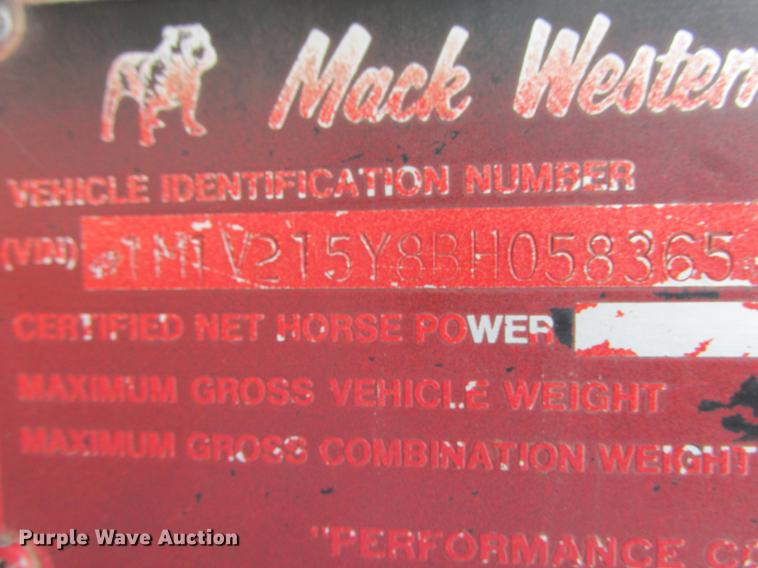 Mack Western
VEHICLE IDENTIFICATION NUMBER
(VIN) 1M1V215Y8BH058365
CERTIFIED NET HORSE POWER
MAXIMUM GROSS VEHICLE WEIGHT
MAXIMUM GROSS COMBINATION WEIGHT
"PERFORMANCE
Purple Wave Auction